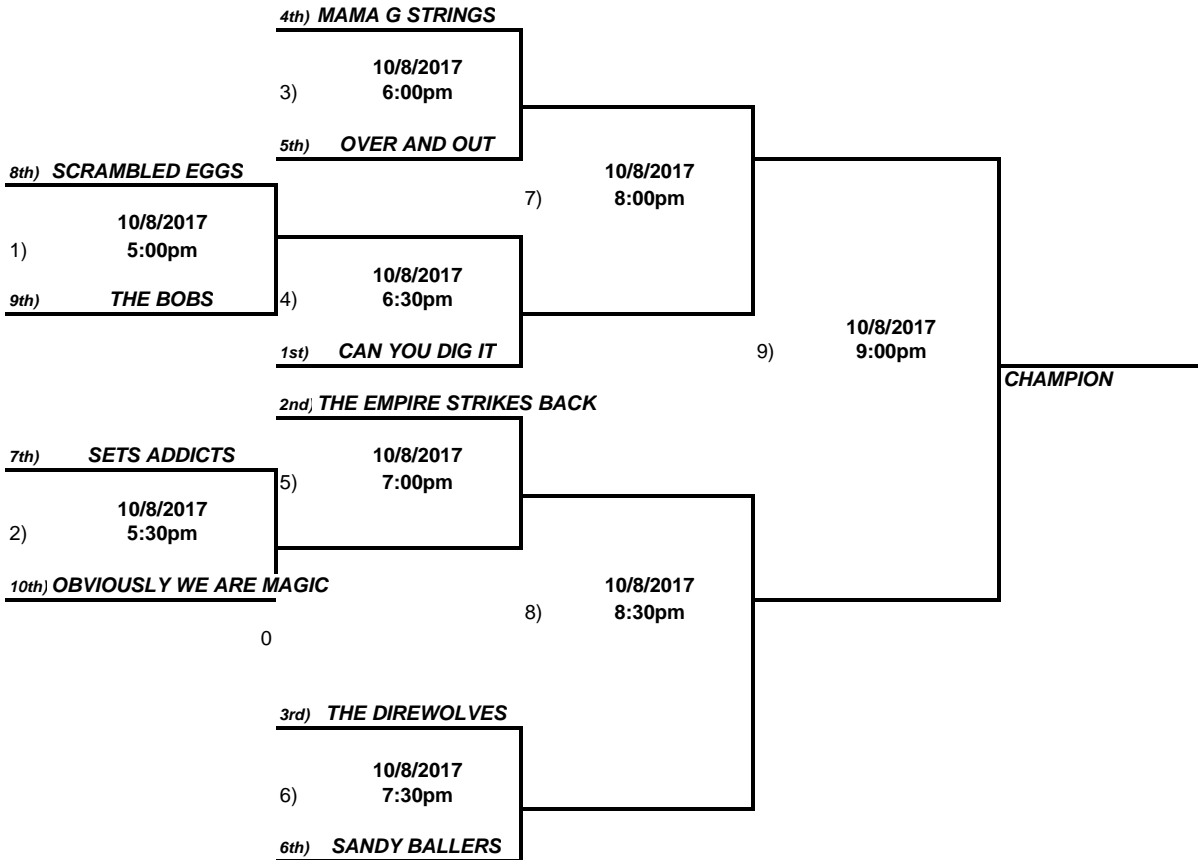 4th) MAMA G STRINGS
10/8/2017
3) 6:00pm
5th) OVER AND OUT
8th) SCRAMBLED EGGS
10/8/2017
7) 8:00pm
10/8/2017
1) 5:00pm
10/8/2017
4) 6:30pm
9th) THE BOBS
10/8/2017
9) 9:00pm
1st) CAN YOU DIG IT
CHAMPION
2nd) THE EMPIRE STRIKES BACK
7th) SETS ADDICTS
10/8/2017
5) 7:00pm
10/8/2017
2) 5:30pm
10th) OBVIOUSLY WE ARE MAGIC
10/8/2017
8) 8:30pm
0
3rd) THE DIREWOLVES
10/8/2017
6) 7:30pm
6th) SANDY BALLERS